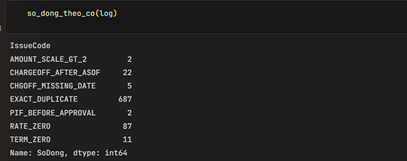 so_dong_theo_co(log)
IssueCode
AMOUNT_SCALE_GT_2 2
CHARGEOFF_AFTER_ASOF 22
CHGOFF_MISSING_DATE 5
EXACT_DUPLICATE 687
PIF_BEFORE_APPROVAL 2
RATE_ZERO 87
TERM_ZERO 11
Name: SoDong, dtype: int64